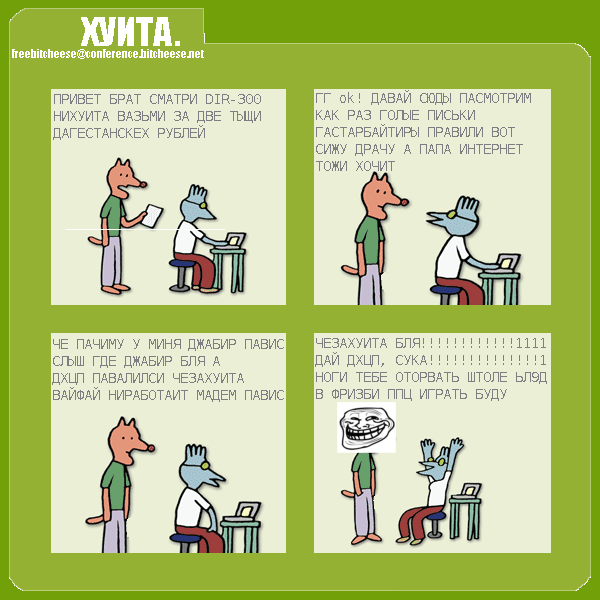 ХУИТА.
freebitcheese@conference.bitcheese.net
ПРИВЕТ БРАТ СМАТРИ DIR-300
НИХУИТА ВАЗЬМИ ЗА ДВЕ ТЬЩИ
ДАГЕСТАНСКЕХ РУБЛЕЙ
ГГ ok! ДАВАЙ СЮДЫ ПАСМОТРИМ
КАК РАЗ ГОЛЫЕ ПИСЬКИ
ГАСТАРБАЙТИРЫ ПРАВИЛИ ВОТ
СИЖУ ДРАЧУ А ПАПА ИНТЕРНЕТ
ТОЖИ ХОЧИТ
ЧЕ ПАЧИМУ У МИНЯ ДЖАБИР ПАВИС
СЛЫШ ГДЕ ДЖАБИР БЛЯ А
ДХЦП ПАВАЛИЛСИ ЧЕЗАХУИТА
ВАЙФАЙ НИРАБОТАИТ МАДЕМ ПАВИС
ЧЕЗАХУИТА БЛЯ!!!!!!!!!!!!1111
ДАЙ ДХЦП, СУКА!!!!!!!!!!!!!!1
НОГИ ТЕБЕ ОТОРВАТЬ ШТОЛЕ ЬЛ9Д
В ФРИЗБИ ППЦ ИГРАТЬ БУДУ